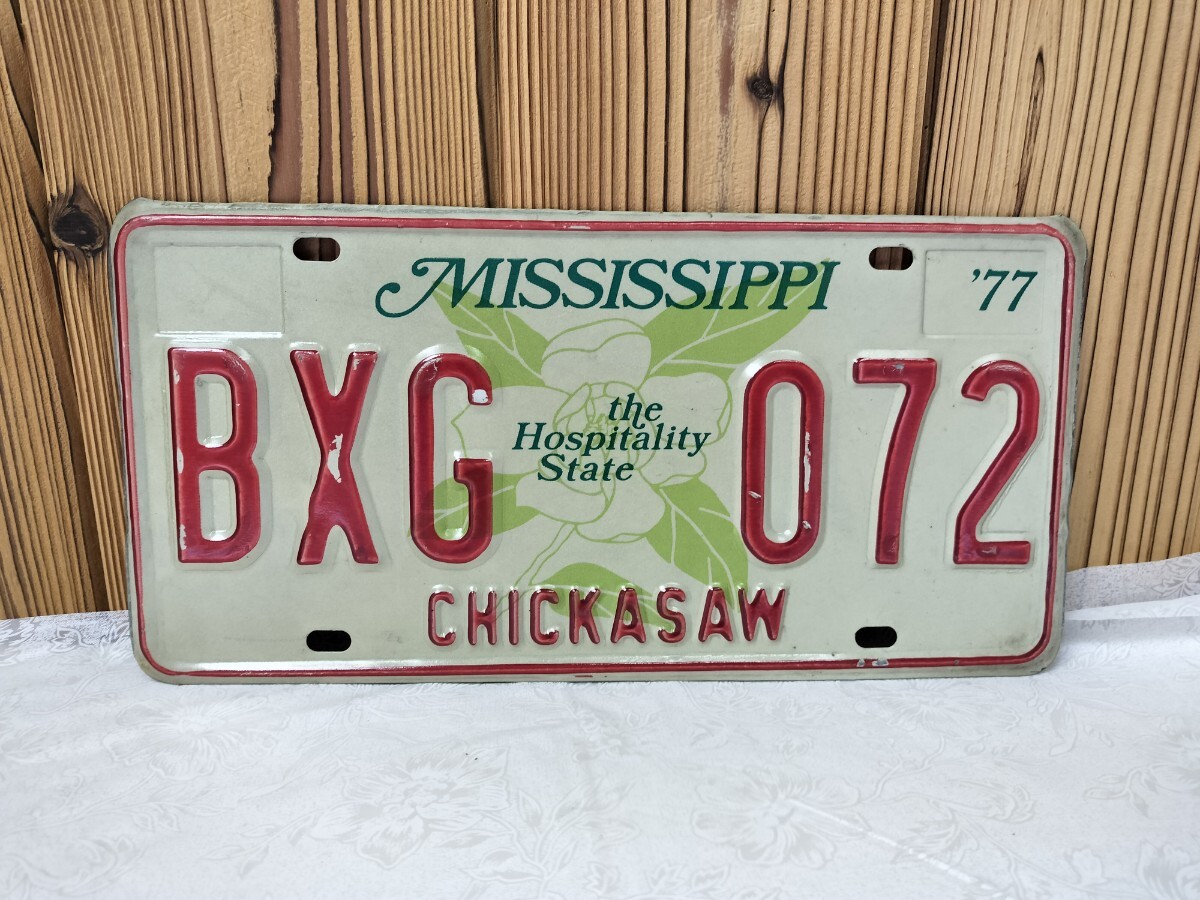 MISSISSIPPI '77
BXG 072
the
Hospitality
State
CHICKASAW